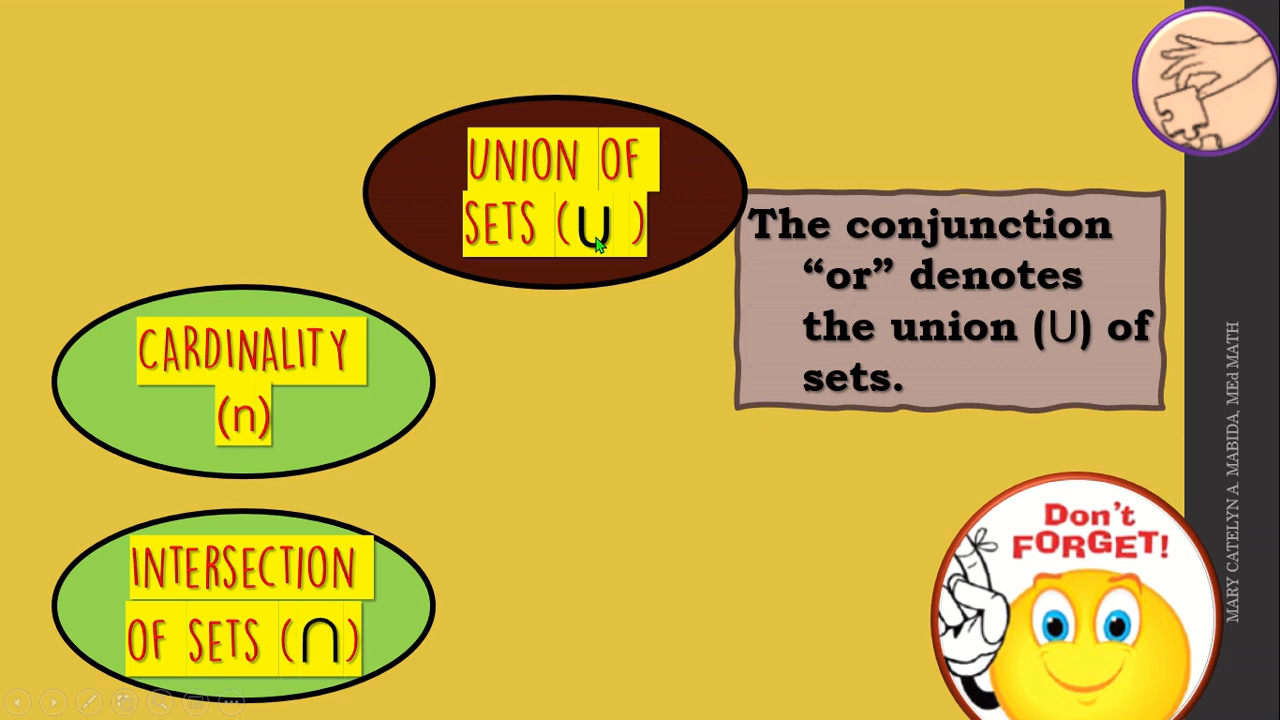 UNION OF
SETS (∪ )
The conjunction
“or” denotes
the union (∪) of
sets.
CARDINALITY
(n)
INTERSECTION
OF SETS (∩)
Don't
FORGET!
MARY CATELYN A. MABIDA, MEd MATH